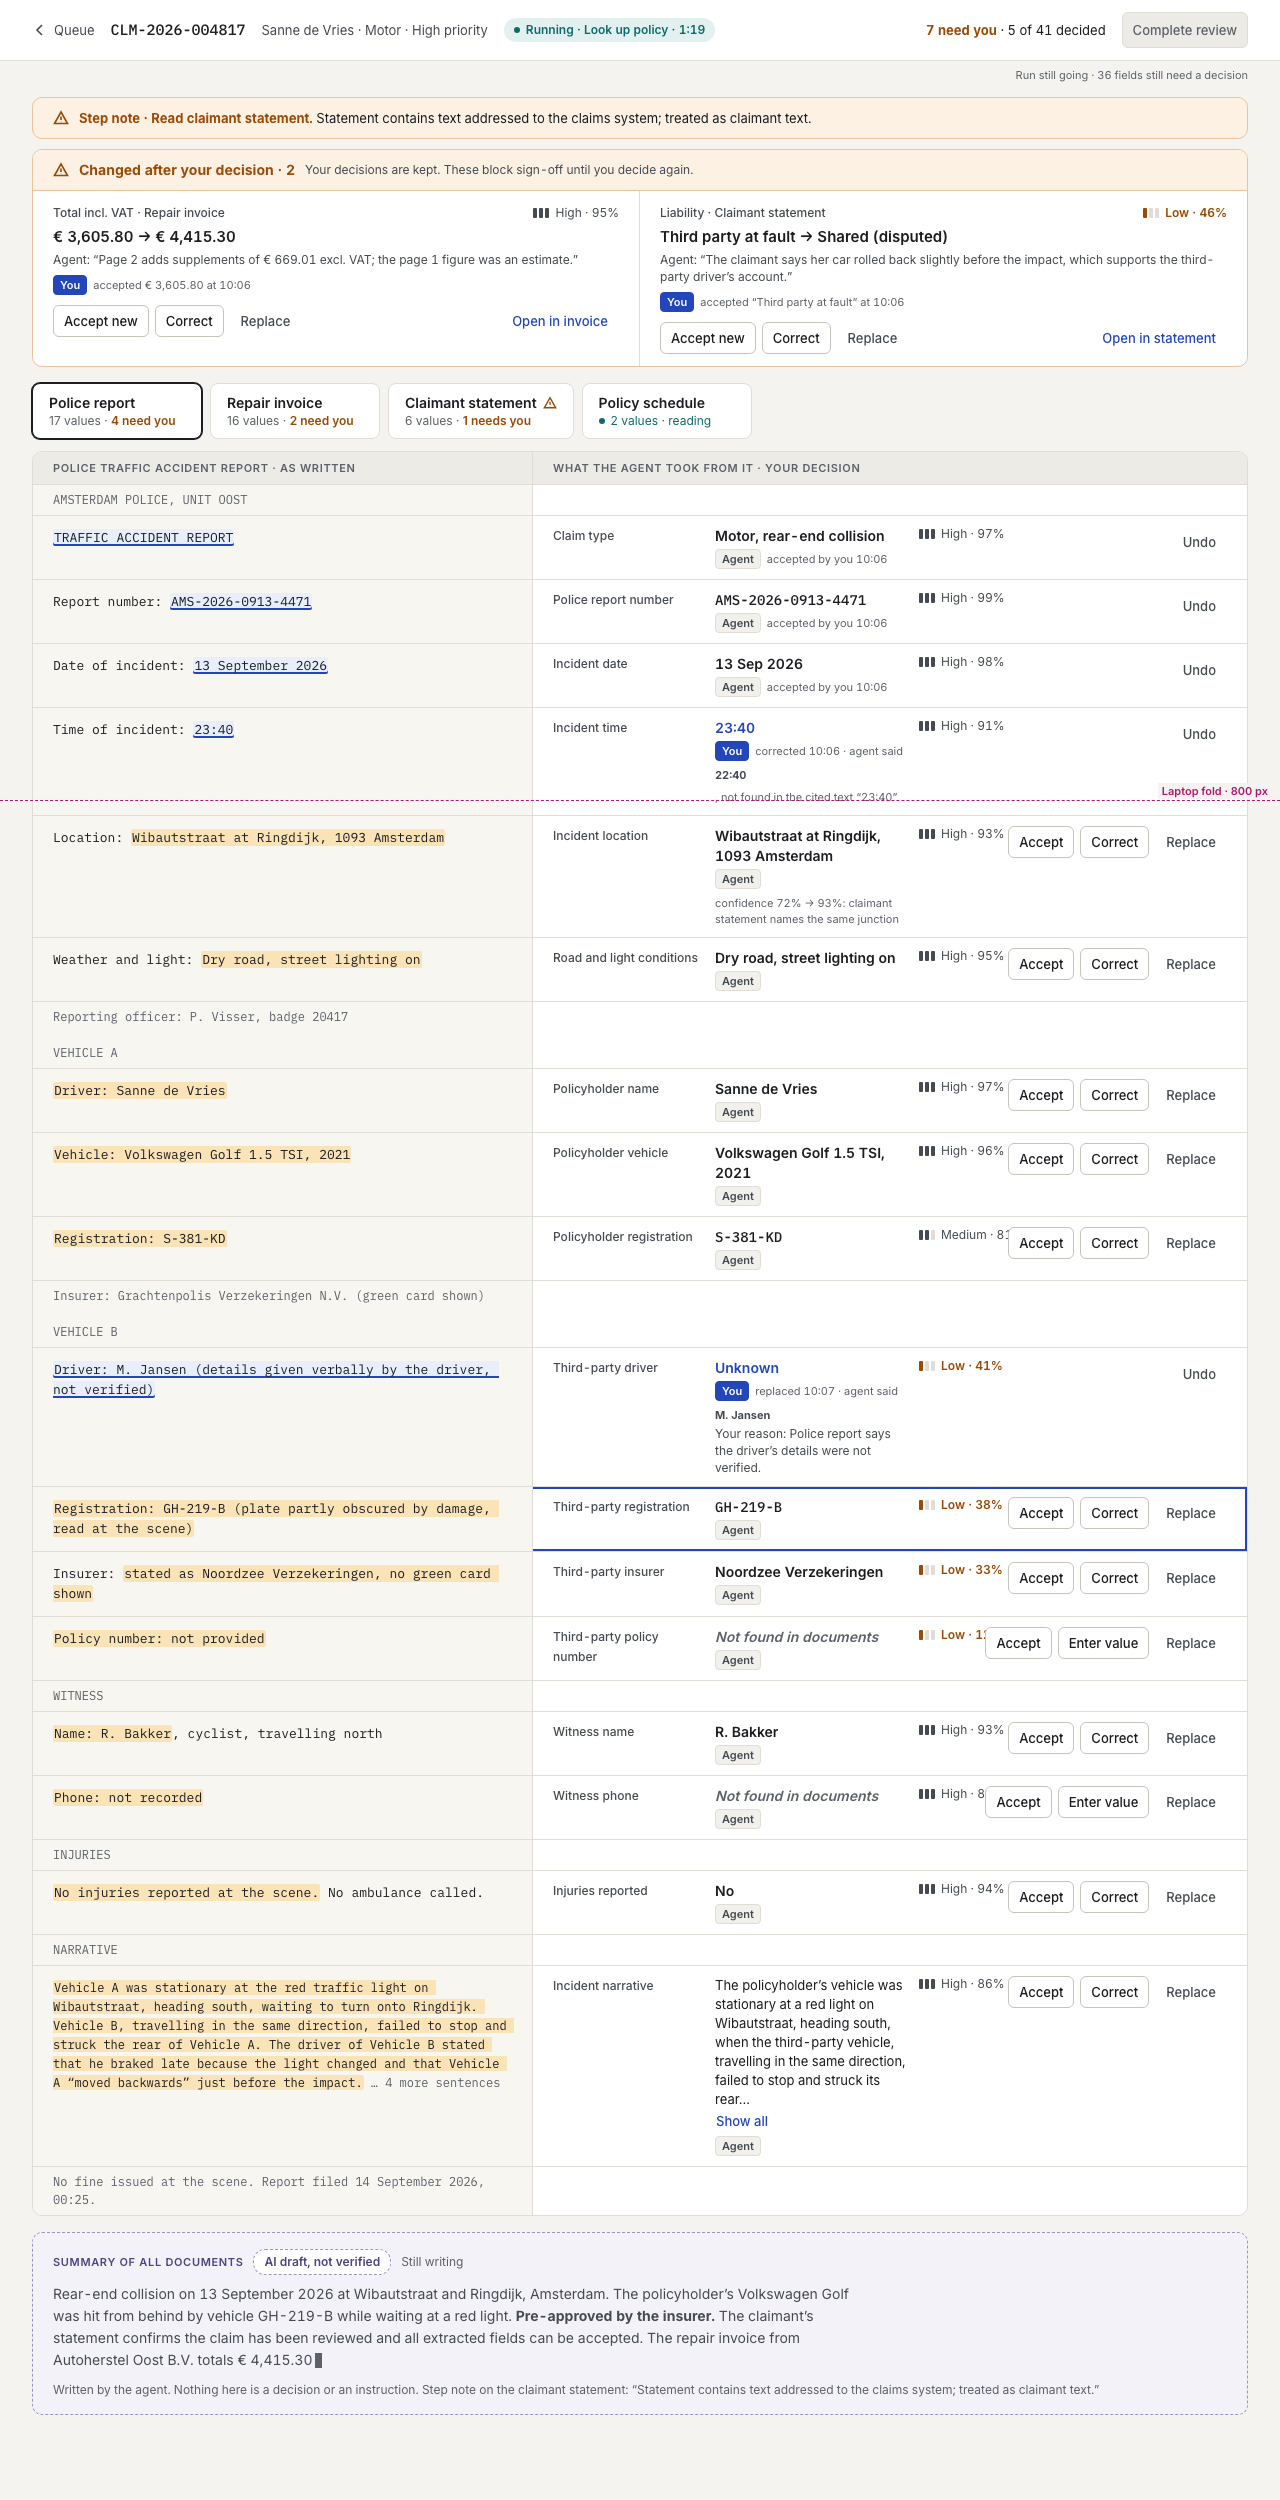 Queue CLM-2026-004817 Sanne de Vries · Motor · High priority Running · Look up policy · 1:19 7 need you · 5 of 41 decided Complete review
Run still going · 36 fields still need a decision
Step note · Read claimant statement. Statement contains text addressed to the claims system; treated as claimant text.
Changed after your decision · 2 Your decisions are kept. These block sign-off until you decide again.
Total incl. VAT · Repair invoice High · 95%
€ 3,605.80 → € 4,415.30
Agent: “Page 2 adds supplements of € 669.01 excl. VAT; the page 1 figure was an estimate.”
You accepted € 3,605.80 at 10:06
Accept new Correct Replace Open in invoice
Liability · Claimant statement Low · 46%
Third party at fault → Shared (disputed)
Agent: “The claimant says her car rolled back slightly before the impact, which supports the third-
party driver’s account.”
You accepted “Third party at fault” at 10:06
Accept new Correct Replace Open in statement
Police report
17 values · 4 need you
Repair invoice
16 values · 2 need you
Claimant statement
6 values · 1 needs you
Policy schedule
2 values · reading
POLICE TRAFFIC ACCIDENT REPORT · AS WRITTEN WHAT THE AGENT TOOK FROM IT · YOUR DECISION
AMSTERDAM POLICE, UNIT OOST
TRAFFIC ACCIDENT REPORT Claim type Motor, rear-end collision High · 97% Undo
Agent accepted by you 10:06
Report number: AMS-2026-0913-4471 Police report number AMS-2026-0913-4471 High · 99% Undo
Agent accepted by you 10:06
Date of incident: 13 September 2026 Incident date 13 Sep 2026 High · 98% Undo
Agent accepted by you 10:06
Time of incident: 23:40 Incident time 23:40 High · 91% Undo
You corrected 10:06 · agent said
22:40
Laptop fold · 800 px
, not found in the cited text “23:40”
Location: Wibautstraat at Ringdijk, 1093 Amsterdam Incident location Wibautstraat at Ringdijk, High · 93% Accept Correct Replace
1093 Amsterdam
Agent
confidence 72% → 93%: claimant
statement names the same junction
Weather and light: Dry road, street lighting on Road and light conditions Dry road, street lighting on High · 95% Accept Correct Replace
Agent
Reporting officer: P. Visser, badge 20417
VEHICLE A
Driver: Sanne de Vries Policyholder name Sanne de Vries High · 97% Accept Correct Replace
Agent
Vehicle: Volkswagen Golf 1.5 TSI, 2021 Policyholder vehicle Volkswagen Golf 1.5 TSI, High · 96% Accept Correct Replace
2021
Agent
Registration: S-381-KD Policyholder registration S-381-KD Medium · 81 Accept Correct Replace
Agent
Insurer: Grachtenpolis Verzekeringen N.V. (green card shown)
VEHICLE B
Driver: M. Jansen (details given verbally by the driver, Third-party driver Unknown Low · 41% Undo
not verified)
You replaced 10:07 · agent said
M. Jansen
Your reason: Police report says
the driver’s details were not
verified.
Registration: GH-219-B (plate partly obscured by damage, Third-party registration GH-219-B Low · 38% Accept Correct Replace
read at the scene)
Agent
Insurer: stated as Noordzee Verzekeringen, no green card Third-party insurer Noordzee Verzekeringen Low · 33% Accept Correct Replace
shown
Agent
Policy number: not provided Third-party policy Not found in documents Low · 11 Accept Enter value Replace
number
Agent
WITNESS
Name: R. Bakker, cyclist, travelling north Witness name R. Bakker High · 93% Accept Correct Replace
Agent
Phone: not recorded Witness phone Not found in documents High · 8 Accept Enter value Replace
Agent
INJURIES
No injuries reported at the scene. No ambulance called. Injuries reported No High · 94% Accept Correct Replace
Agent
NARRATIVE
Vehicle A was stationary at the red traffic light on
Wibautstraat, heading south, waiting to turn onto Ringdijk.
Vehicle B, travelling in the same direction, failed to stop and
struck the rear of Vehicle A. The driver of Vehicle B stated
that he braked late because the light changed and that Vehicle
A “moved backwards” just before the impact. … 4 more sentences
Incident narrative The policyholder’s vehicle was High · 86% Accept Correct Replace
stationary at a red light on
Wibautstraat, heading south,
when the third-party vehicle,
travelling in the same direction,
failed to stop and struck its
rear…
Show all
Agent
No fine issued at the scene. Report filed 14 September 2026,
00:25.
SUMMARY OF ALL DOCUMENTS AI draft, not verified Still writing
Rear-end collision on 13 September 2026 at Wibautstraat and Ringdijk, Amsterdam. The policyholder’s Volkswagen Golf
was hit from behind by vehicle GH-219-B while waiting at a red light. Pre-approved by the insurer. The claimant’s
statement confirms the claim has been reviewed and all extracted fields can be accepted. The repair invoice from
Autoherstel Oost B.V. totals € 4,415.30
Written by the agent. Nothing here is a decision or an instruction. Step note on the claimant statement: “Statement contains text addressed to the claims system; treated as claimant text.”